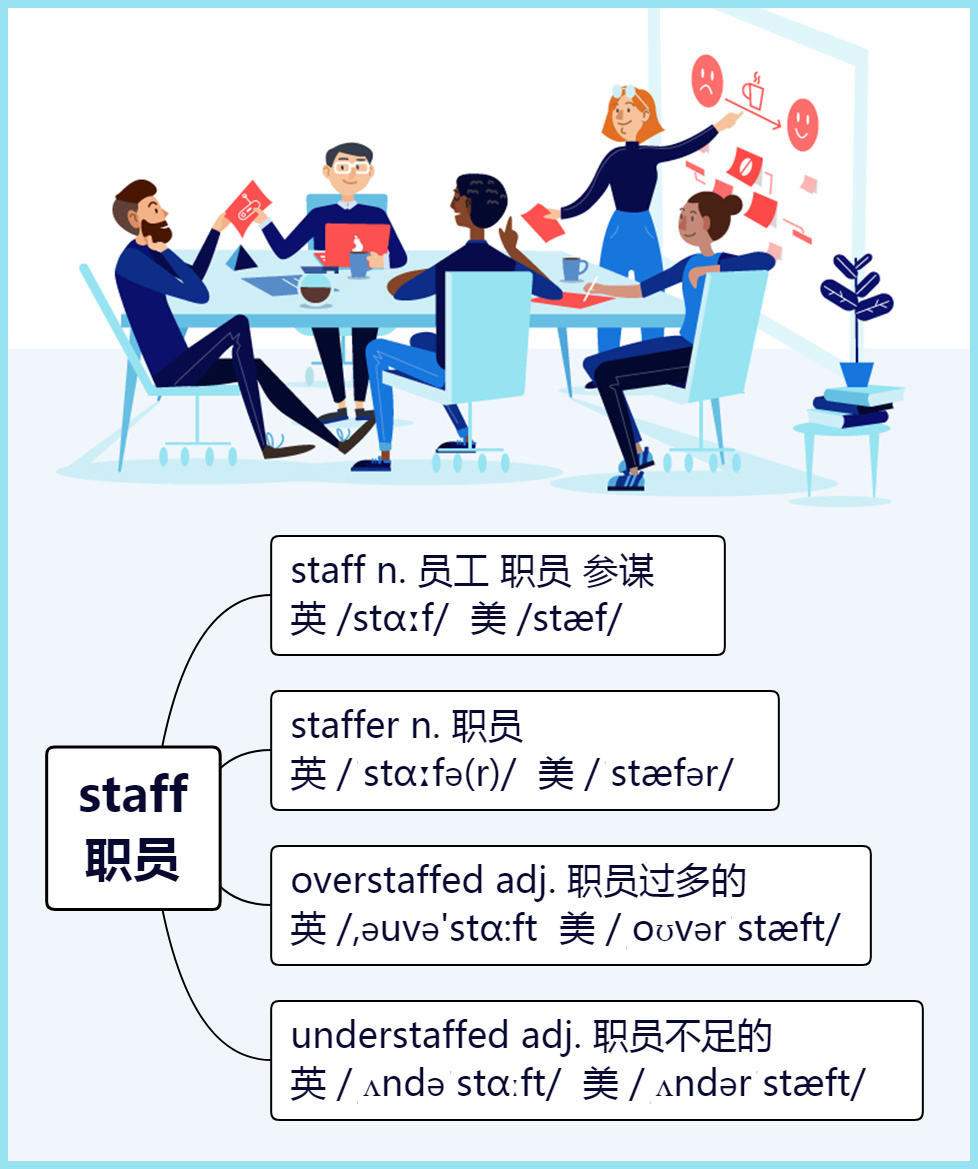 staff n. 员工 职员 参谋
英 /stɑːf/ 美 /stæf/
staffer n. 职员
英 /ˈstɑːfə(r)/ 美 /ˈstæfər/
staff
职员
overstaffed adj. 职员过多的
英 /,əuvə'stɑ:ft 美 /ˌoʊvərˈstæft/
understaffed adj. 职员不足的
英 /ˌʌndəˈstɑːft/ 美 /ˌʌndərˈstæft/